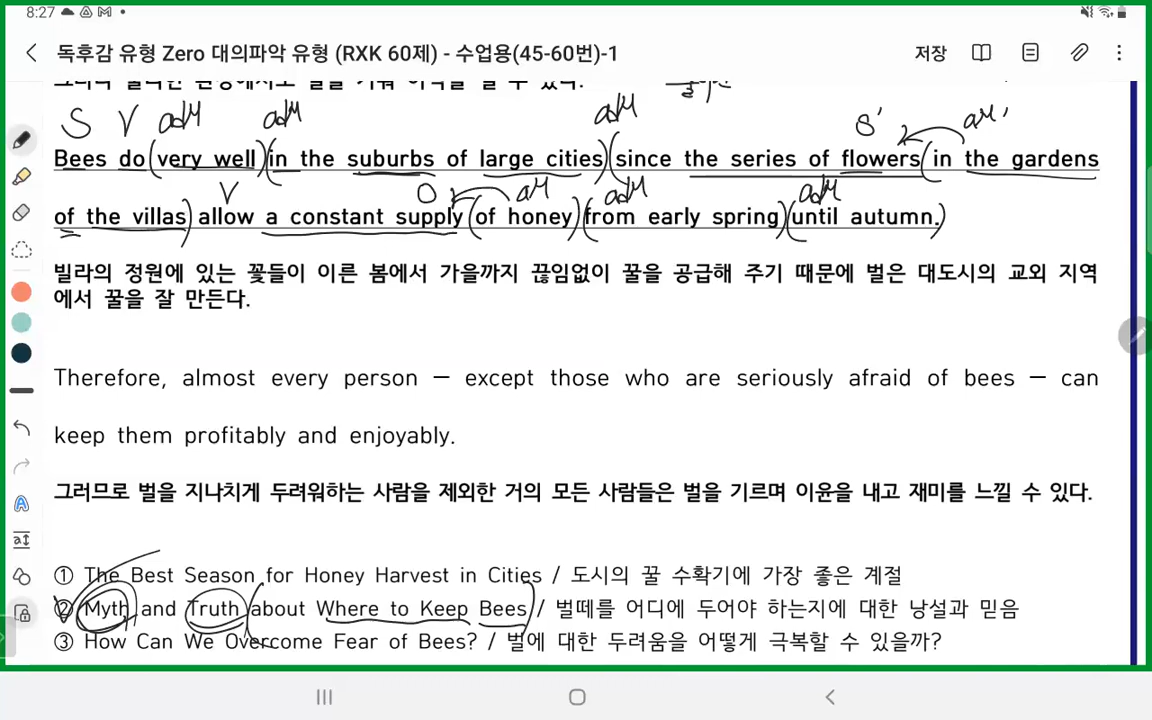 8:27
독후감 유형 Zero 대의파악 유형 (RXK 60제) - 수업용(45-60번)-1
저장
S V adv adv adv S'
Bees do (very well) (in the suburbs of large cities) (since the series of flowers (in the gardens
V O adv adv
of the villas) allow a constant supply (of honey) (from early spring) (until autumn.)
빌라의 정원에 있는 꽃들이 이른 봄에서 가을까지 끊임없이 꿀을 공급해 주기 때문에 벌은 대도시의 교외 지역
에서 꿀을 잘 만든다.
Therefore, almost every person – except those who are seriously afraid of bees – can
keep them profitably and enjoyably.
그러므로 벌을 지나치게 두려워하는 사람을 제외한 거의 모든 사람들은 벌을 기르며 이윤을 내고 재미를 느낄 수 있다.
① The Best Season for Honey Harvest in Cities / 도시의 꿀 수확기에 가장 좋은 계절
② Myth and Truth (about Where to Keep Bees) / 벌떼를 어디에 두어야 하는지에 대한 낭설과 믿음
③ How Can We Overcome Fear of Bees? / 벌에 대한 두려움을 어떻게 극복할 수 있을까?